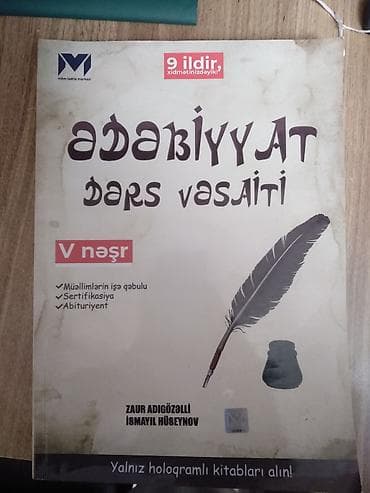 9 ildir,
xidmətinizdəyik!
ƏDƏBİYYAT
DƏRS VƏSAİTİ
V nəşr
Müəllimlərin işə qəbulu
Sertifikasiya
Abituriyent
ZAUR ADIGÖZƏLLİ
İSMAYIL HÜSEYNOV
Yalnız holoqramlı kitabları alın!